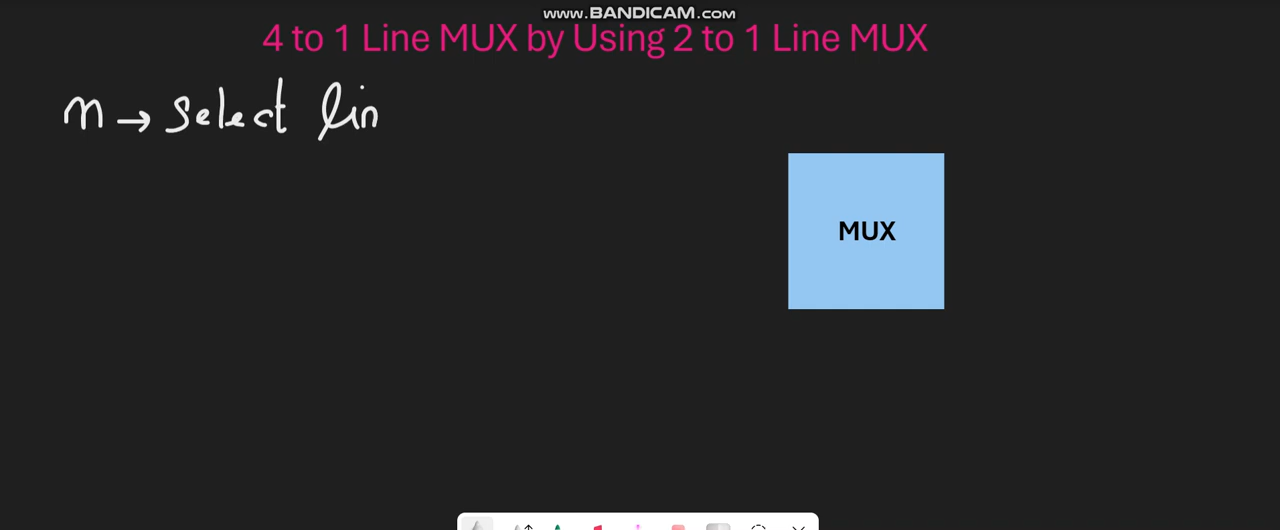 www.BANDICAM.com
4 to 1 Line MUX by Using 2 to 1 Line MUX
n → select lin
MUX